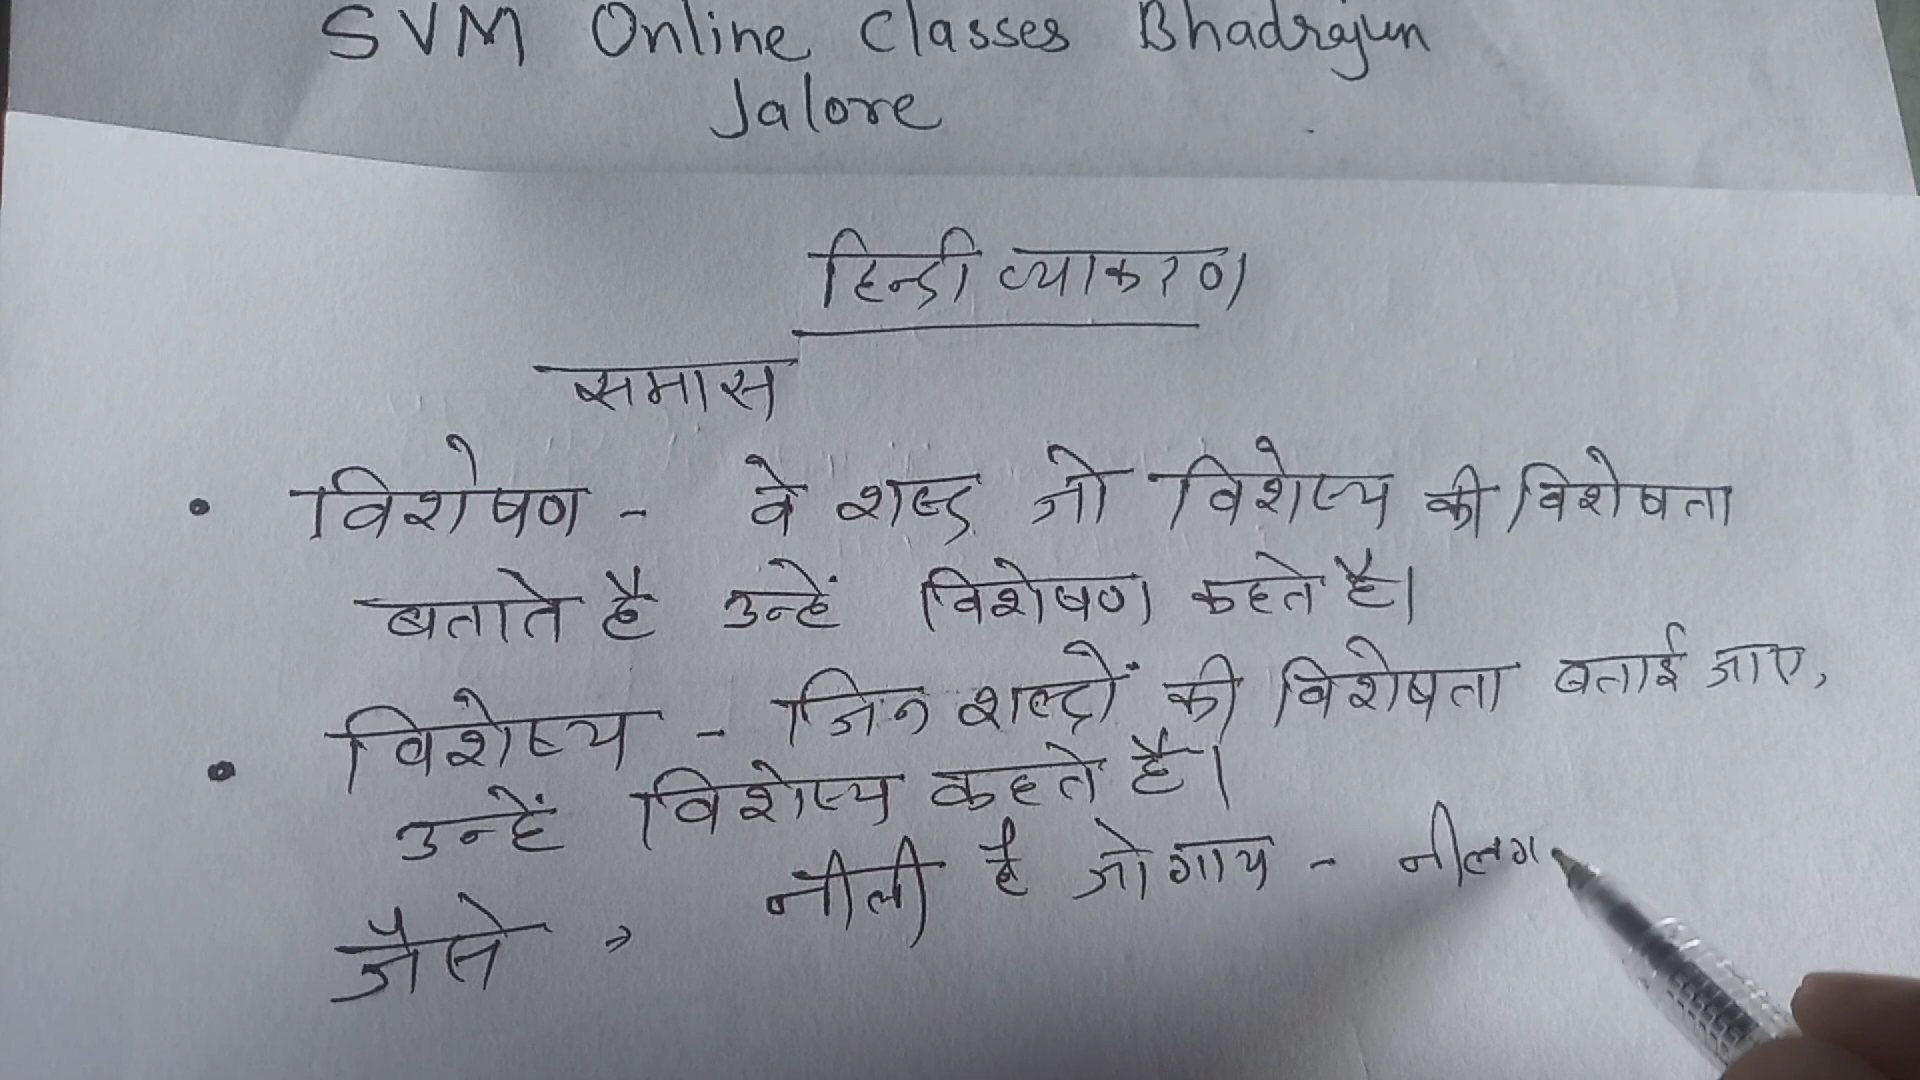 SVM Online Classes Bhadrajun
Jalore
हिन्दी व्याकरण
समास
• विशेषण - वे शब्द जो विशेष्य की विशेषता
बताते है उन्हें विशेषण कहते है।
• विशेष्य - जिन शब्दों की विशेषता बताई जाए,
उन्हें विशेष्य कहते है।
जैसे → नीली है जो गाय - नीलग